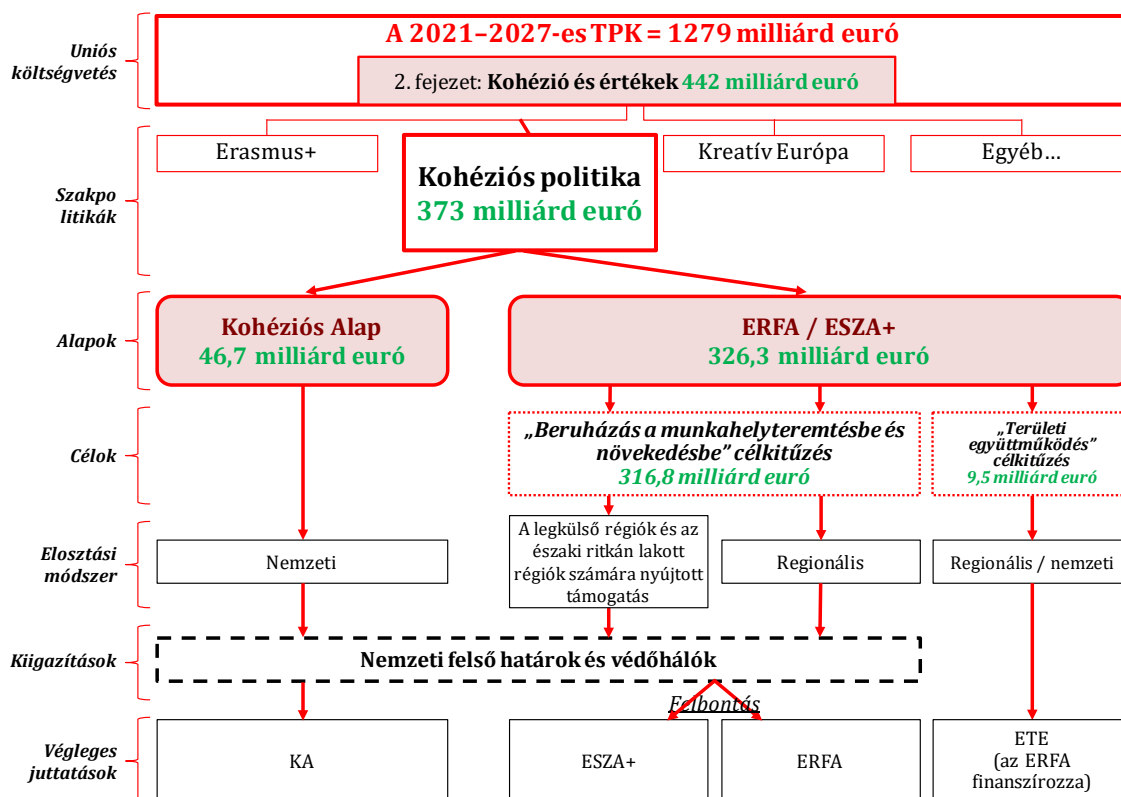 Uniós
költségvetés
A 2021–2027-es TPK = 1279 milliárd euró
2. fejezet: Kohézió és értékek 442 milliárd euró
Szakpo
litikák
Erasmus+
Kohéziós politika
373 milliárd euró
Kreatív Európa
Egyéb…
Alapok
Kohéziós Alap
46,7 milliárd euró
ERFA / ESZA+
326,3 milliárd euró
Célok
„Beruházás a munkahelyteremtésbe és
növekedésbe” célkitűzés
316,8 milliárd euró
„Területi
együttműködés”
célkitűzés
9,5 milliárd euró
Elosztási
módszer
Nemzeti
A legkülső régiók és az
északi ritkán lakott
régiók számára nyújtott
támogatás
Regionális
Regionális / nemzeti
Kiigazítások
Nemzeti felső határok és védőhálók
Felbontás
Végleges
juttatások
KA
ESZA+
ERFA
ETE
(az ERFA
finanszírozza)